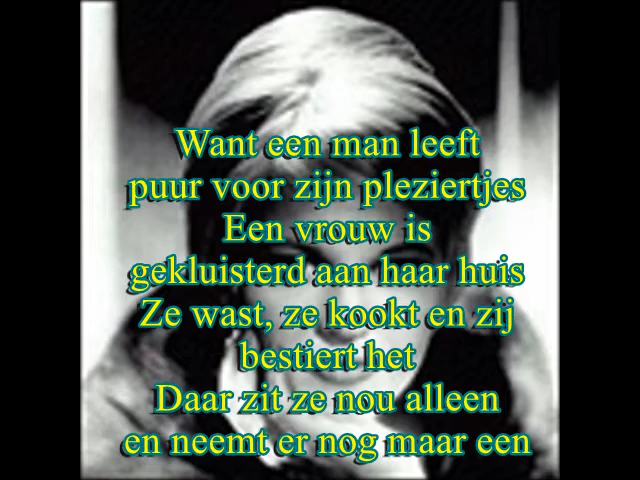 Want een man leeft
puur voor zijn pleziertjes
Een vrouw is
gekluisterd aan haar huis
Ze wast, ze kookt en zij
bestiert het
Daar zit ze nou alleen
en neemt er nog maar een